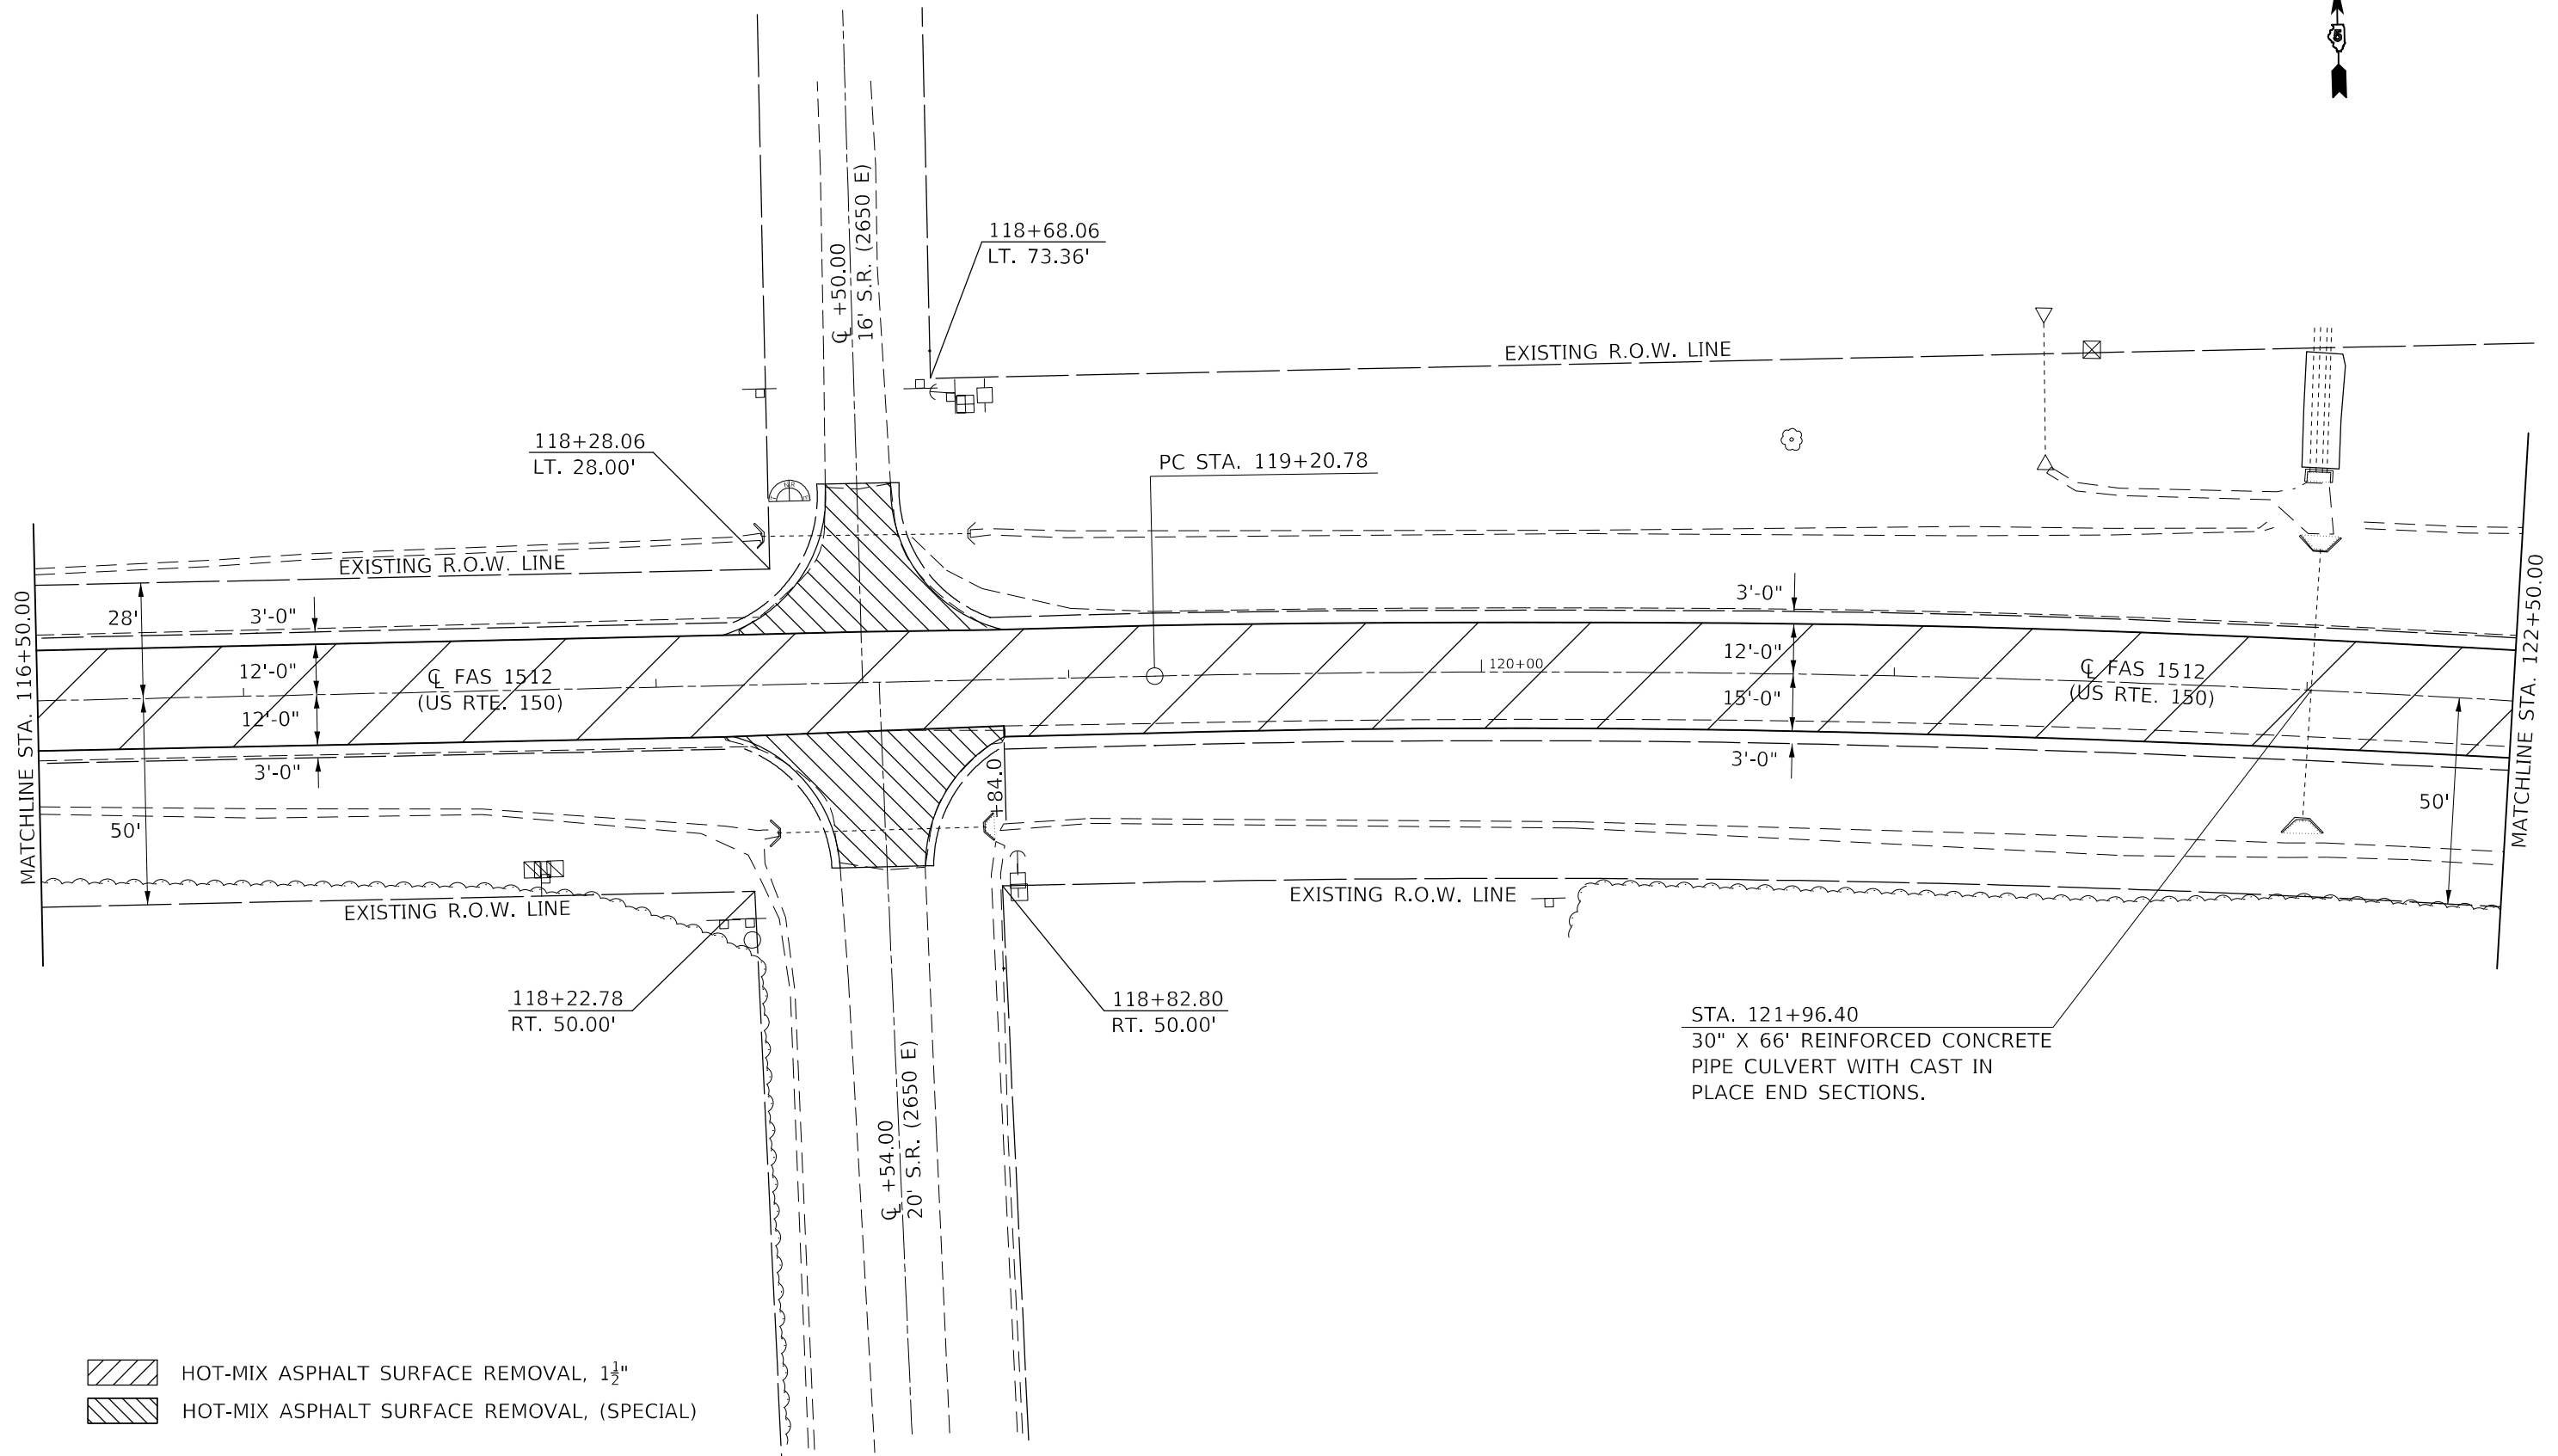 5
16' S.R. (2650 E)
℄ +50.00
118+68.06
LT. 73.36'
EXISTING R.O.W. LINE
118+28.06
LT. 28.00'
PC STA. 119+20.78
EXISTING R.O.W. LINE
MATCHLINE STA. 116+50.00
28'
3'-0"
12'-0"
12'-0"
3'-0"
50'
℄ FAS 1512
(US RTE. 150)
120+00
3'-0"
12'-0"
15'-0"
3'-0"
℄ FAS 1512
(US RTE. 150)
50'
MATCHLINE STA. 122+50.00
+84.0
EXISTING R.O.W. LINE
EXISTING R.O.W. LINE
118+22.78
RT. 50.00'
118+82.80
RT. 50.00'
STA. 121+96.40
30" X 66' REINFORCED CONCRETE
PIPE CULVERT WITH CAST IN
PLACE END SECTIONS.
℄ +54.00
20' S.R. (2650 E)
HOT-MIX ASPHALT SURFACE REMOVAL, 1½"
HOT-MIX ASPHALT SURFACE REMOVAL, (SPECIAL)